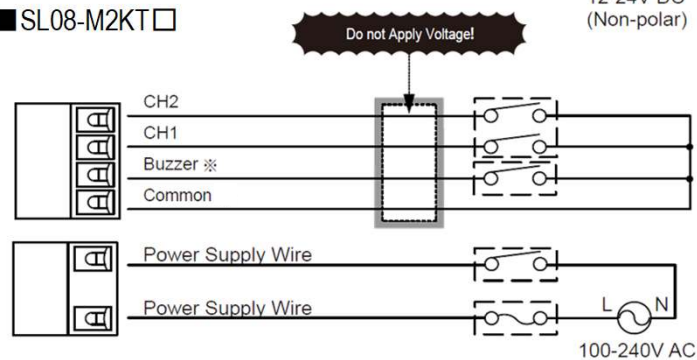 ■SL08-M2KT□
12-24V DC
(Non-polar)
Do not Apply Voltage!
CH2
CH1
Buzzer ※
Common
Power Supply Wire
Power Supply Wire
L N
100-240V AC